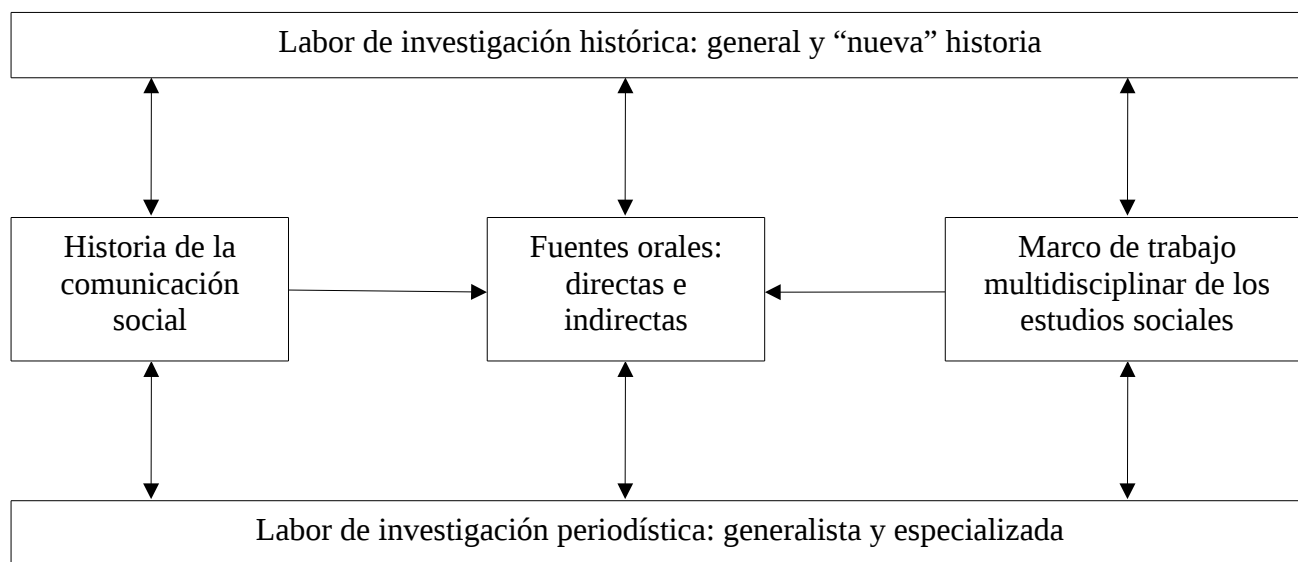 Labor de investigación histórica: general y “nueva” historia
Historia de la
comunicación
social
Fuentes orales:
directas e
indirectas
Marco de trabajo
multidisciplinar de los
estudios sociales
Labor de investigación periodística: generalista y especializada